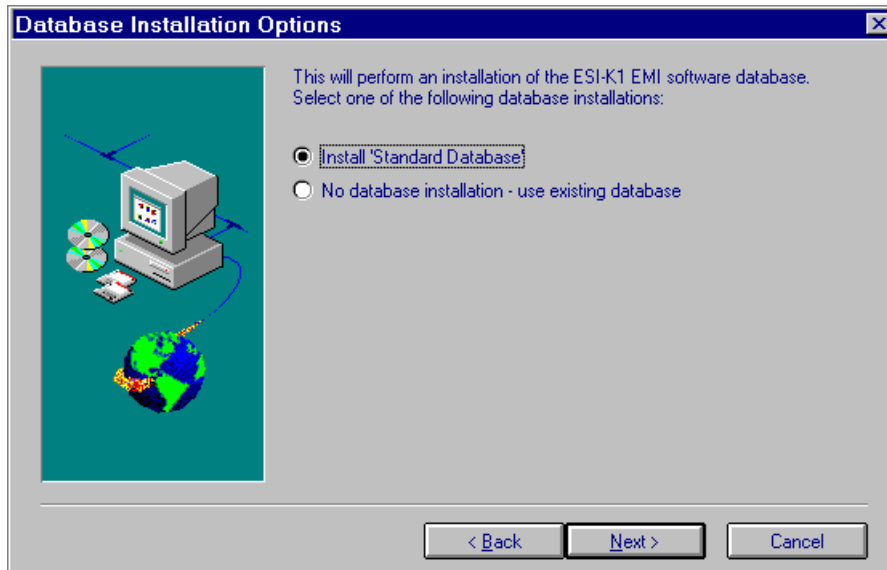 Database Installation Options
This will perform an installation of the ESI-K1 EMI software database.
Select one of the following database installations:
Install 'Standard Database'
No database installation - use existing database
< Back
Next >
Cancel